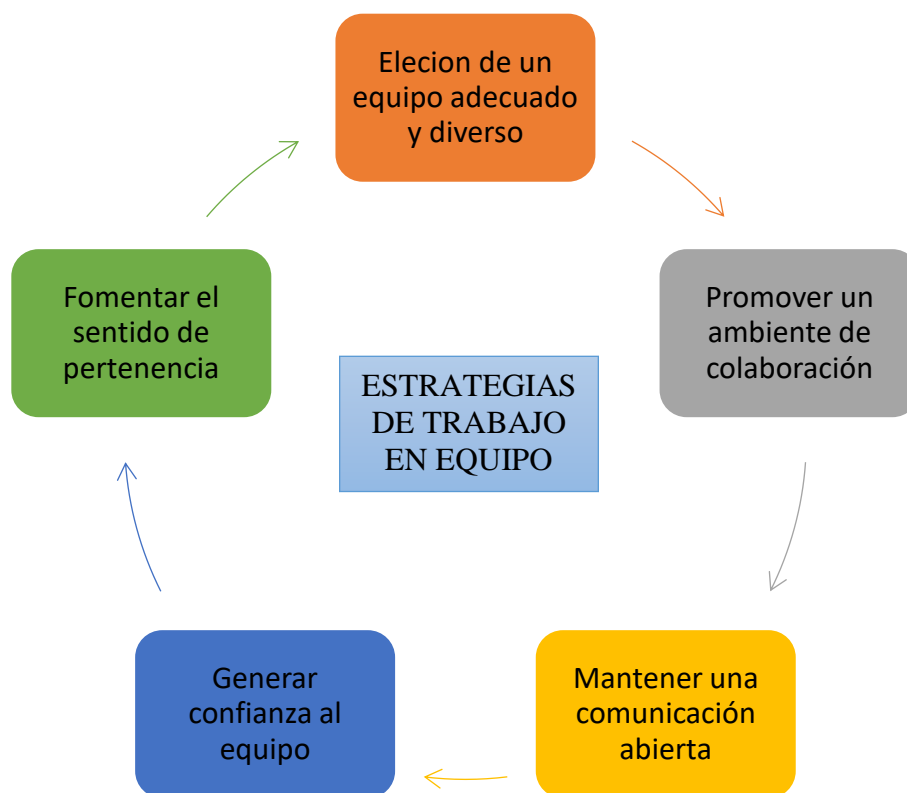 Elecion de un
equipo adecuado
y diverso
Promover un
ambiente de
colaboración
Mantener una
comunicación
abierta
Generar
confianza al
equipo
Fomentar el
sentido de
pertenencia
ESTRATEGIAS
DE TRABAJO
EN EQUIPO